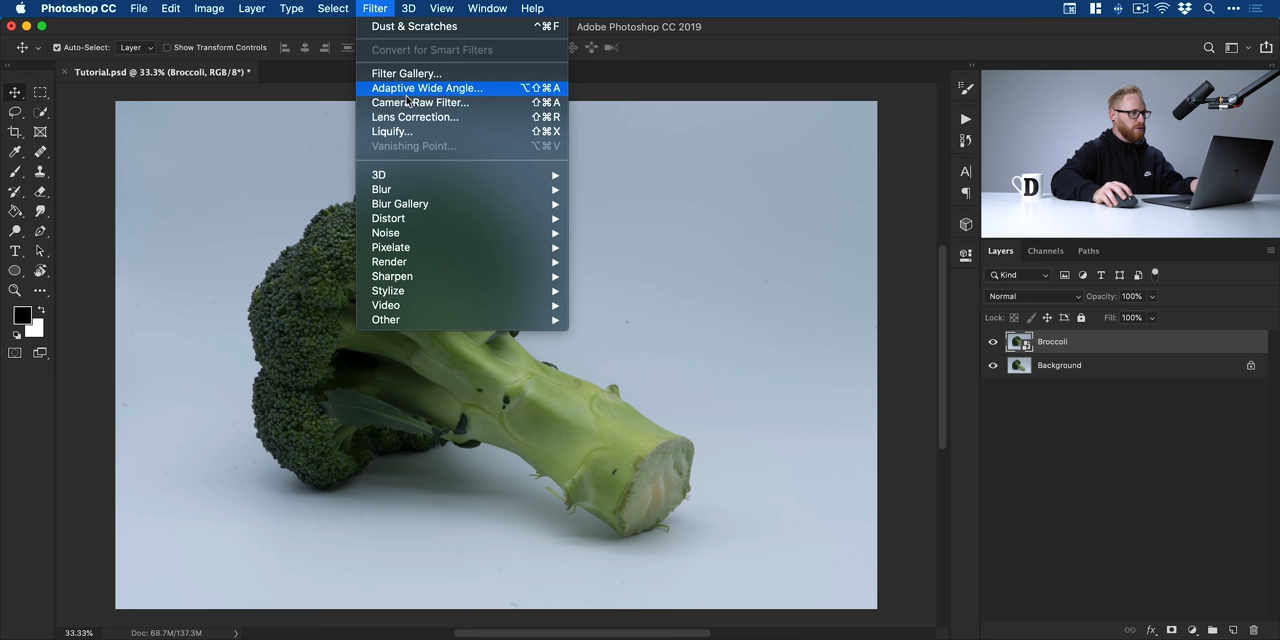 Photoshop CC File Edit Image Layer Type Select Filter 3D View Window Help
Adobe Photoshop CC 2019
Auto-Select: Layer Show Transform Controls
Tutorial.psd @ 33.3% (Broccoli, RGB/8*) *
Dust & Scratches ^⌘F
Convert for Smart Filters
Filter Gallery...
Adaptive Wide Angle... ⌥⇧⌘A
Camera Raw Filter... ⇧⌘A
Lens Correction... ⇧⌘R
Liquify... ⇧⌘X
Vanishing Point... ⌥⌘V
3D
Blur
Blur Gallery
Distort
Noise
Pixelate
Render
Sharpen
Stylize
Video
Other
D
Layers Channels Paths
Kind
Normal Opacity: 100%
Lock: Fill: 100%
Broccoli
Background
33.33% Doc: 68.7M/137.3M
fx